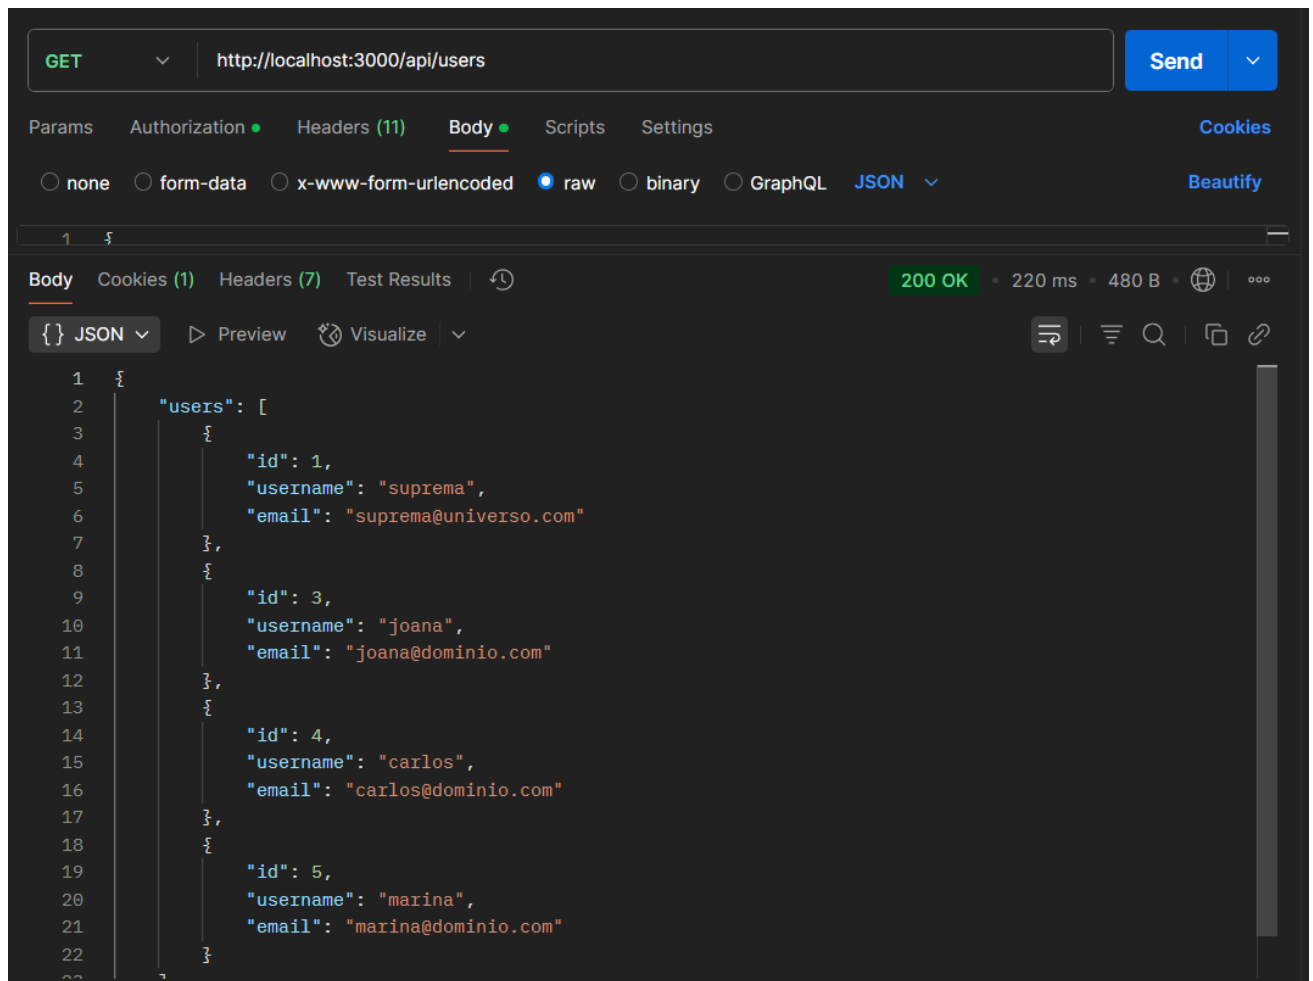 GET http://localhost:3000/api/users Send
Params Authorization Headers (11) Body Scripts Settings Cookies
none form-data x-www-form-urlencoded raw binary GraphQL JSON Beautify
1 {
Body Cookies (1) Headers (7) Test Results 200 OK • 220 ms • 480 B
{} JSON Preview Visualize
1 {
2 "users": [
3 {
4 "id": 1,
5 "username": "suprema",
6 "email": "suprema@universo.com"
7 },
8 {
9 "id": 3,
10 "username": "joana",
11 "email": "joana@dominio.com"
12 },
13 {
14 "id": 4,
15 "username": "carlos",
16 "email": "carlos@dominio.com"
17 },
18 {
19 "id": 5,
20 "username": "marina",
21 "email": "marina@dominio.com"
22 }